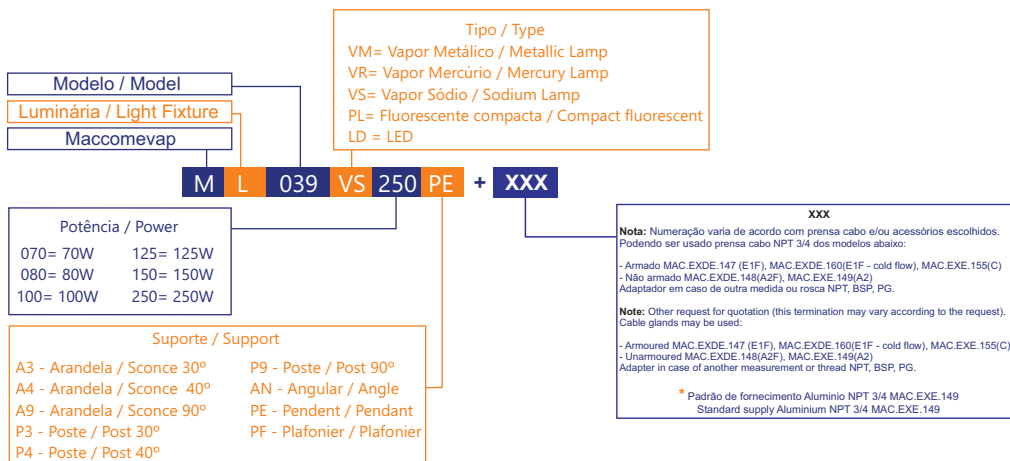 Tipo / Type
VM= Vapor Metálico / Metallic Lamp
VR= Vapor Mercúrio / Mercury Lamp
VS= Vapor Sódio / Sodium Lamp
PL= Fluorescente compacta / Compact fluorescent
LD = LED
Modelo / Model
Luminária / Light Fixture
Maccomevap
M L 039 VS 250 PE + XXX
Potência / Power
070= 70W 125= 125W
080= 80W 150= 150W
100= 100W 250= 250W
Suporte / Support
A3 - Arandela / Sconce 30º
A4 - Arandela / Sconce 40º
A9 - Arandela / Sconce 90º
P3 - Poste / Post 30º
P4 - Poste / Post 40º
P9 - Poste / Post 90º
AN - Angular / Angle
PE - Pendent / Pendant
PF - Plafonier / Plafonier
XXX
Nota: Numeração varia de acordo com prensa cabo e/ou acessórios escolhidos.
Podendo ser usado prensa cabo NPT 3/4 dos modelos abaixo:
- Armado MAC.EXDE.147 (E1F), MAC.EXDE.160(E1F - cold flow), MAC.EXE.155(C)
- Não armado MAC.EXDE.148(A2F), MAC.EXE.149(A2)
Adaptador em caso de outra medida ou rosca NPT, BSP, PG.
Note: Other request for quotation (this termination may vary according to the request).
Cable glands may be used:
- Armoured MAC.EXDE.147 (E1F), MAC.EXDE.160(E1F - cold flow), MAC.EXE.155(C)
- Unarmoured MAC.EXDE.148(A2F), MAC.EXE.149(A2)
Adapter in case of another measurement or thread NPT, BSP, PG.
* Padrão de fornecimento Aluminio NPT 3/4 MAC.EXE.149
Standard supply Aluminium NPT 3/4 MAC.EXE.149